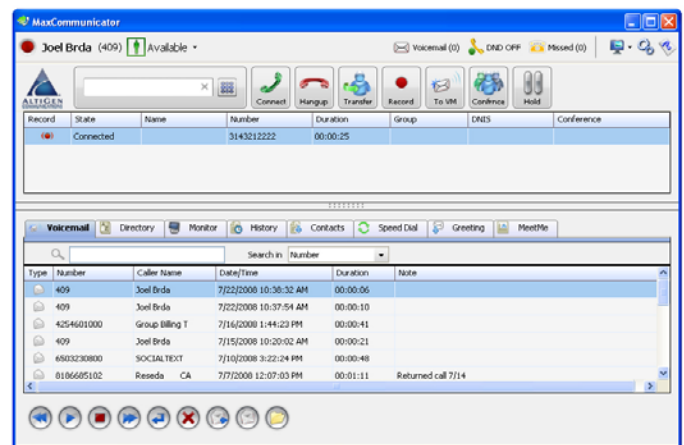 MaxCommunicator
Joel Brda (409) Available Voicemail (0) DND OFF Missed (0)
ALTIGEN
Connect Hangup Transfer Record To VM Confrnce Hold
Record State Name Number Duration Group DNIS Conference
Connected 3143212222 00:00:25
Voicemail Directory Monitor History Contacts Speed Dial Greeting MeetMe
Search in Number
Type Number Caller Name Date/Time Duration Note
409 Joel Brda 7/22/2008 10:38:32 AM 00:00:06
409 Joel Brda 7/22/2008 10:37:54 AM 00:00:10
4254601000 Group Billing T 7/16/2008 1:44:23 PM 00:00:41
409 Joel Brda 7/15/2008 10:20:02 AM 00:00:21
6503230800 SOCIALTEXT 7/10/2008 3:22:24 PM 00:00:48
8186685102 Reseda CA 7/7/2008 12:07:03 PM 00:01:11 Returned call 7/14